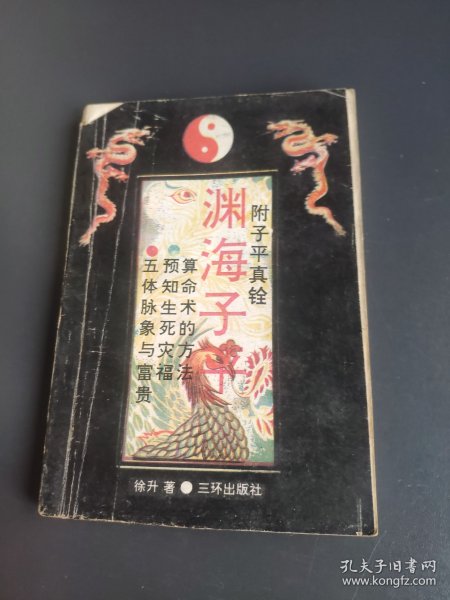 附子平真铨
渊海子平
算命术的方法
预知生死灾福
五体脉象与富贵
徐升 著 ● 三环出版社
孔夫子旧书网
www.kongfz.com